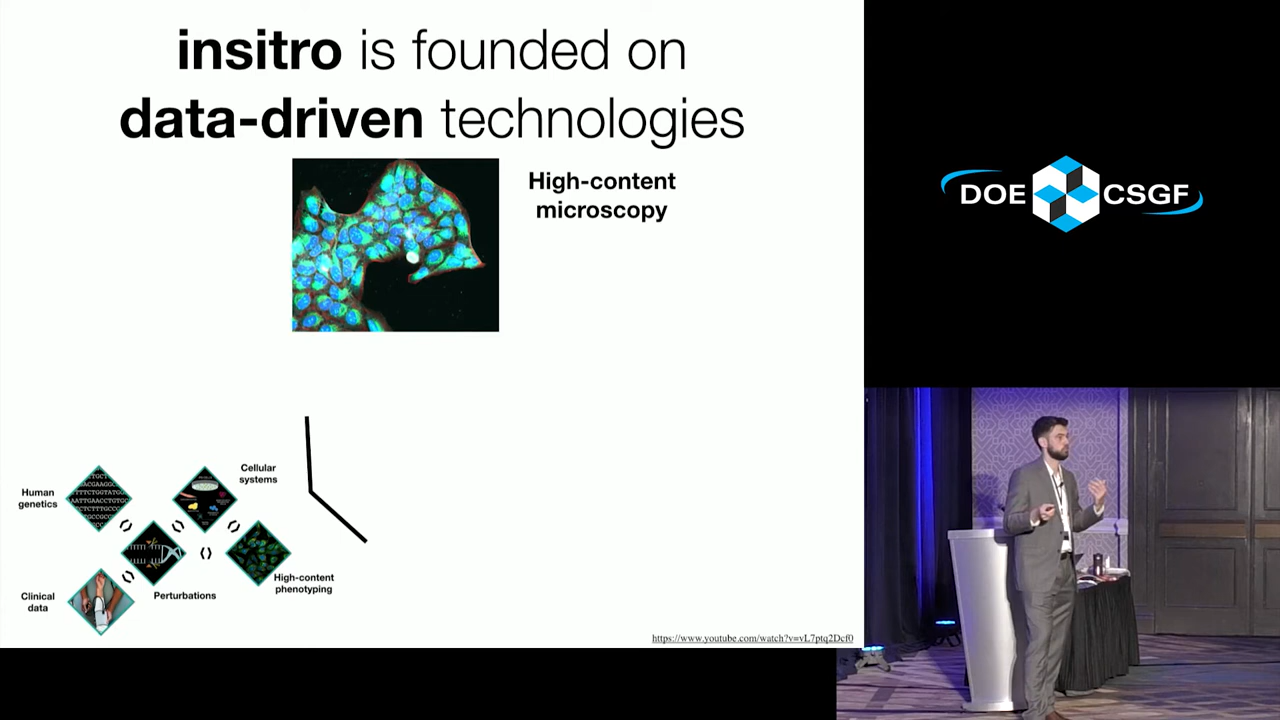 insitro is founded on
data-driven technologies
High-content
microscopy
DOE CSGF
Human
genetics
Cellular
systems
Clinical
data
Perturbations
High-content
phenotyping
https://www.youtube.com/watch?v=vL7ptq2Dcf0